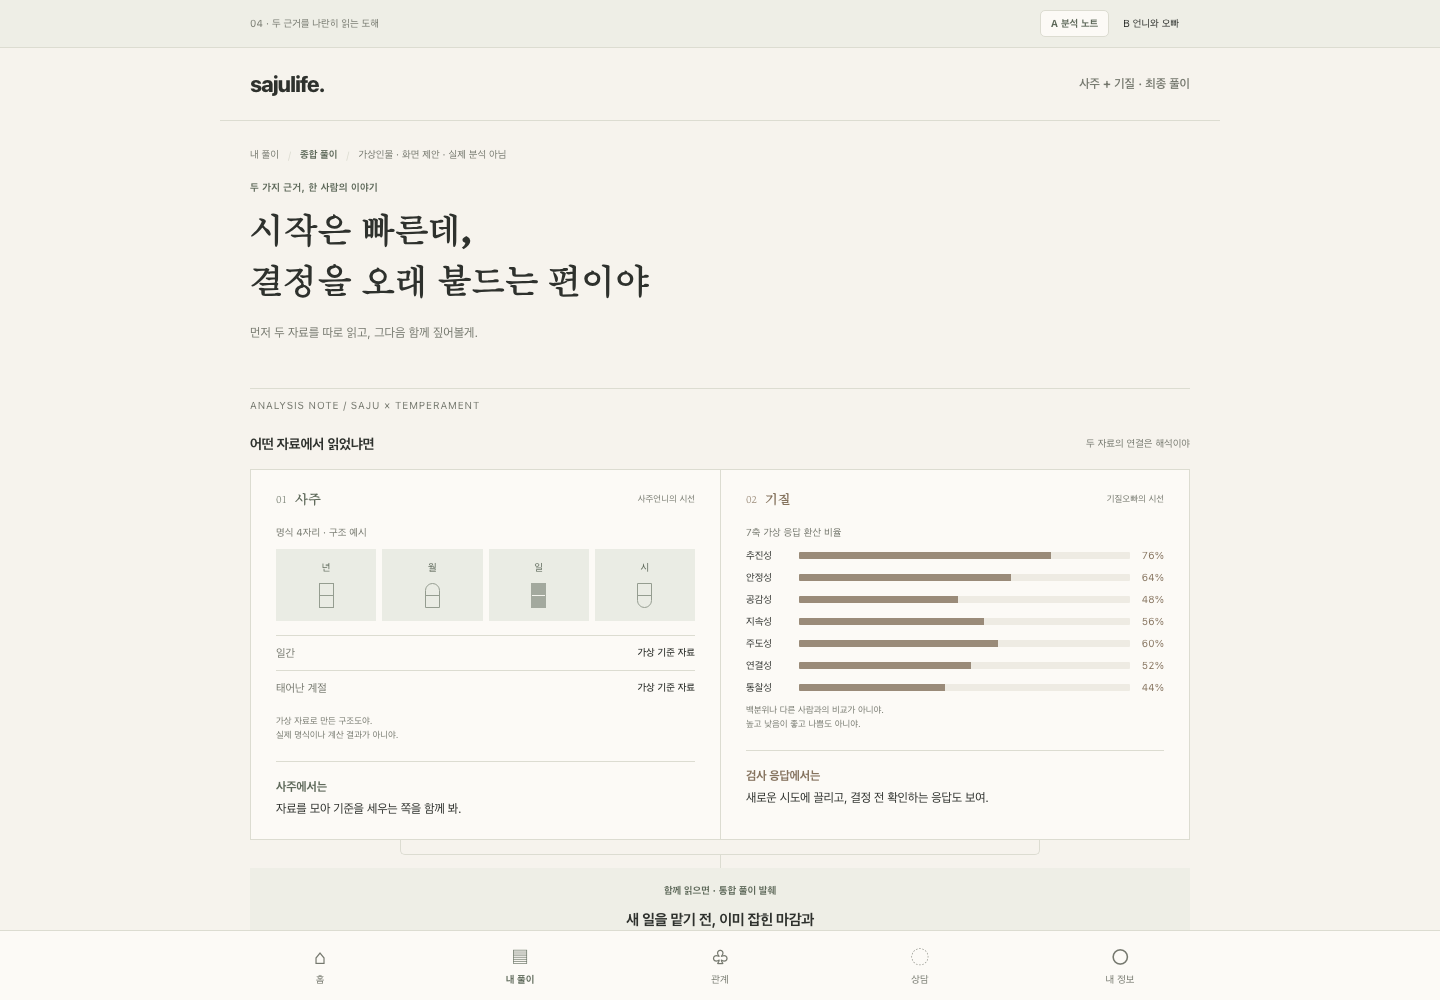 04 · 두 근거를 나란히 읽는 도해
A 분석 노트
B 언니와 오빠
sajulife.
사주 + 기질 · 최종 풀이
내 풀이 / 종합 풀이 / 가상인물 · 화면 제안 · 실제 분석 아님
두 가지 근거, 한 사람의 이야기
시작은 빠른데,
결정을 오래 붙드는 편이야
먼저 두 자료를 따로 읽고, 그다음 함께 짚어볼게.
ANALYSIS NOTE / SAJU × TEMPERAMENT
어떤 자료에서 읽었냐면
두 자료의 연결은 해석이야
01 사주
사주언니의 시선
명식 4자리 · 구조 예시
년
월
일
시
일간
가상 기준 자료
태어난 계절
가상 기준 자료
가상 자료로 만든 구조도야.
실제 명식이나 계산 결과가 아니야.
사주에서는
자료를 모아 기준을 세우는 쪽을 함께 봐.
02 기질
기질오빠의 시선
7축 가상 응답 환산 비율
추진성 76%
안정성 64%
공감성 48%
지속성 56%
주도성 60%
연결성 52%
통찰성 44%
백분위나 다른 사람과의 비교가 아니야.
높고 낮음이 좋고 나쁨도 아니야.
검사 응답에서는
새로운 시도에 끌리고, 결정 전 확인하는 응답도 보여.
함께 읽으면 · 통합 풀이 발췌
새 일을 맡기 전, 이미 잡힌 마감과
홈
내 풀이
관계
상담
내 정보